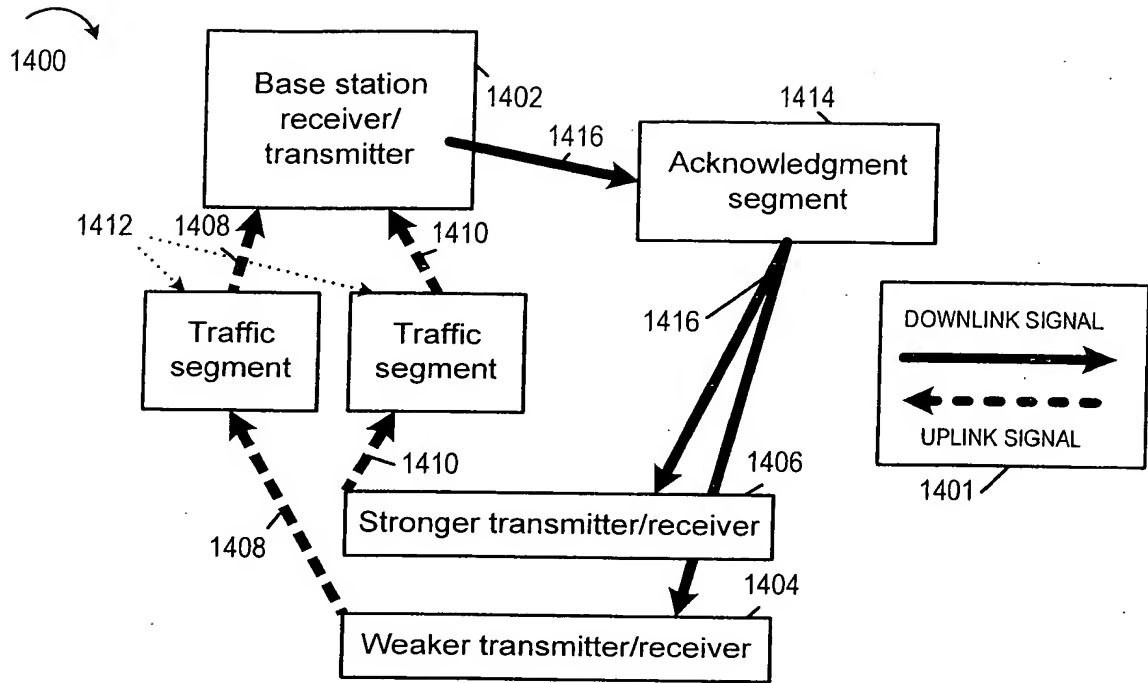 1400
Base station
receiver/
transmitter
1402
1416
1414
Acknowledgment
segment
1412
1408
1410
Traffic
segment
Traffic
segment
1416
DOWNLINK SIGNAL
UPLINK SIGNAL
1401
1410
1406
Stronger transmitter/receiver
1408
1404
Weaker transmitter/receiver